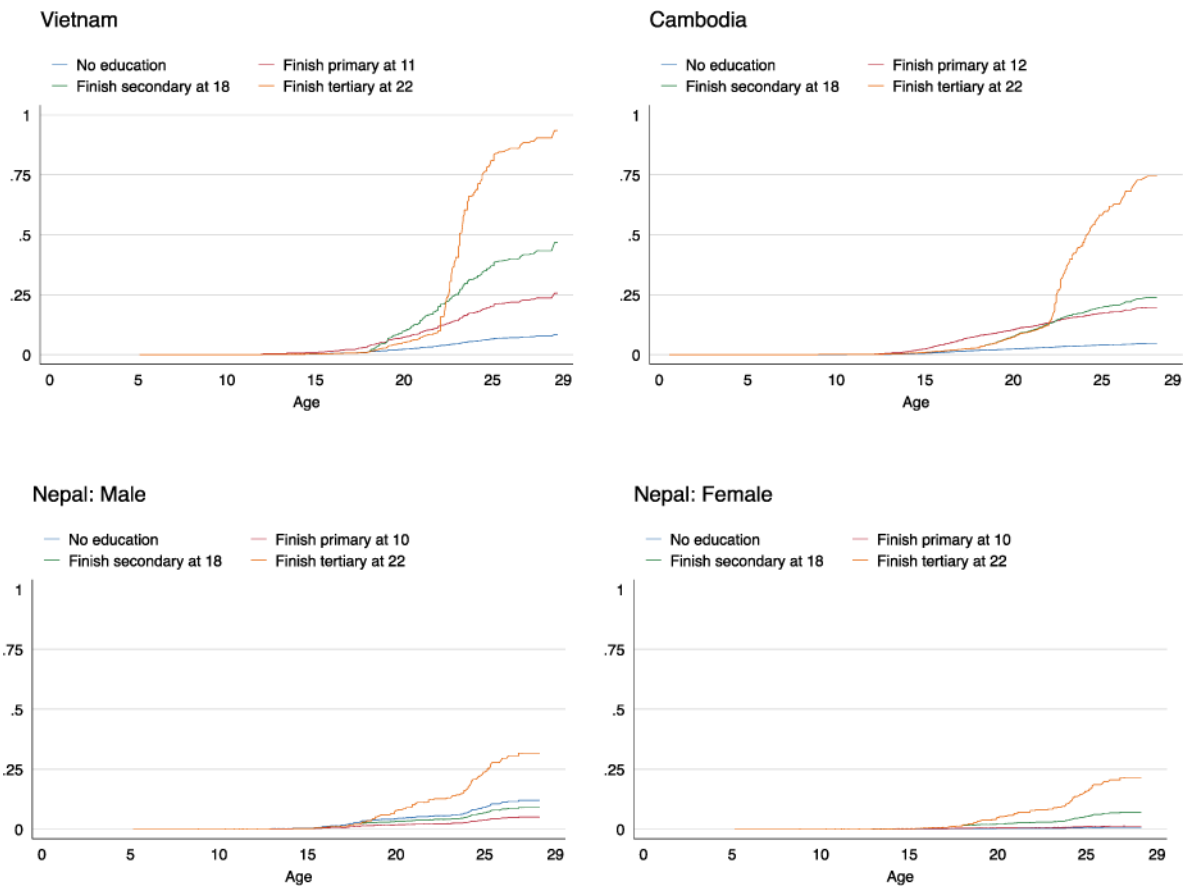 Vietnam
No education
Finish primary at 11
Finish secondary at 18
Finish tertiary at 22
1
.75
.5
.25
0
0 5 10 15 20 25 29
Age
Cambodia
No education
Finish primary at 12
Finish secondary at 18
Finish tertiary at 22
1
.75
.5
.25
0
0 5 10 15 20 25 29
Age
Nepal: Male
No education
Finish primary at 10
Finish secondary at 18
Finish tertiary at 22
1
.75
.5
.25
0
0 5 10 15 20 25 29
Age
Nepal: Female
No education
Finish primary at 10
Finish secondary at 18
Finish tertiary at 22
1
.75
.5
.25
0
0 5 10 15 20 25 29
Age